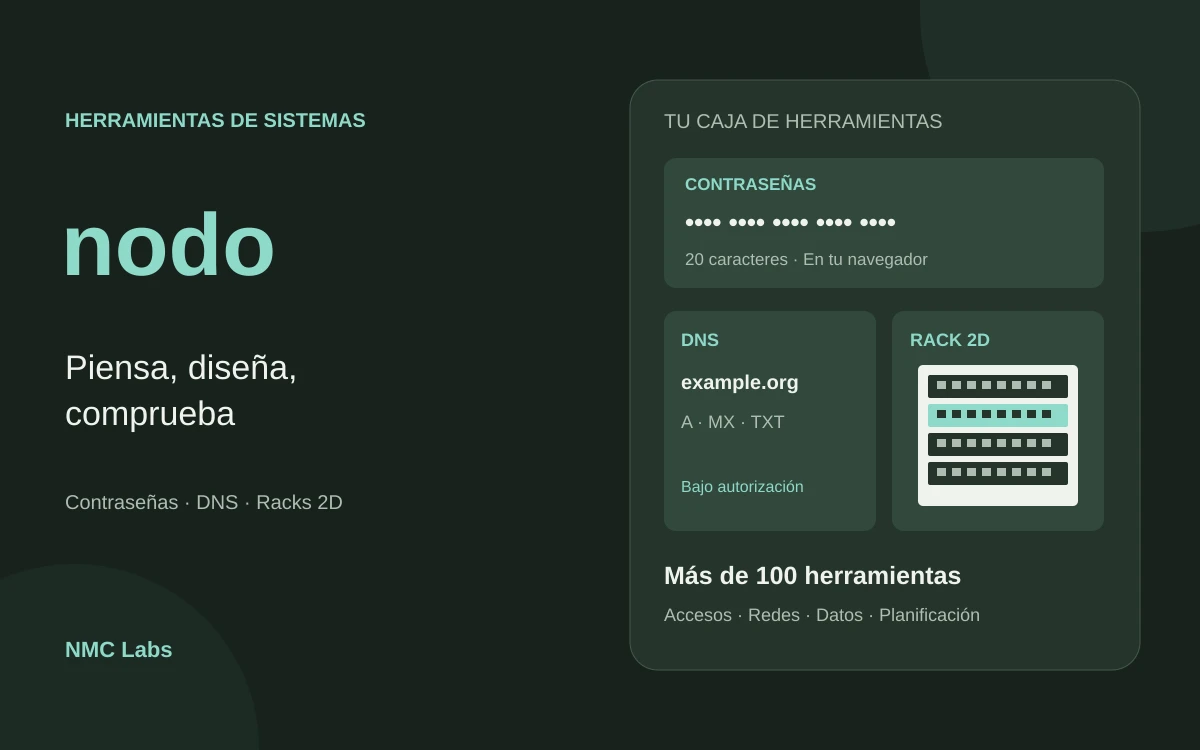 HERRAMIENTAS DE SISTEMAS
nodo
Piensa, diseña,
comprueba
Contraseñas · DNS · Racks 2D
NMC Labs
TU CAJA DE HERRAMIENTAS
CONTRASEÑAS
•••• •••• •••• •••• ••••
20 caracteres · En tu navegador
DNS
example.org
A · MX · TXT
Bajo autorización
RACK 2D
Más de 100 herramientas
Accesos · Redes · Datos · Planificación